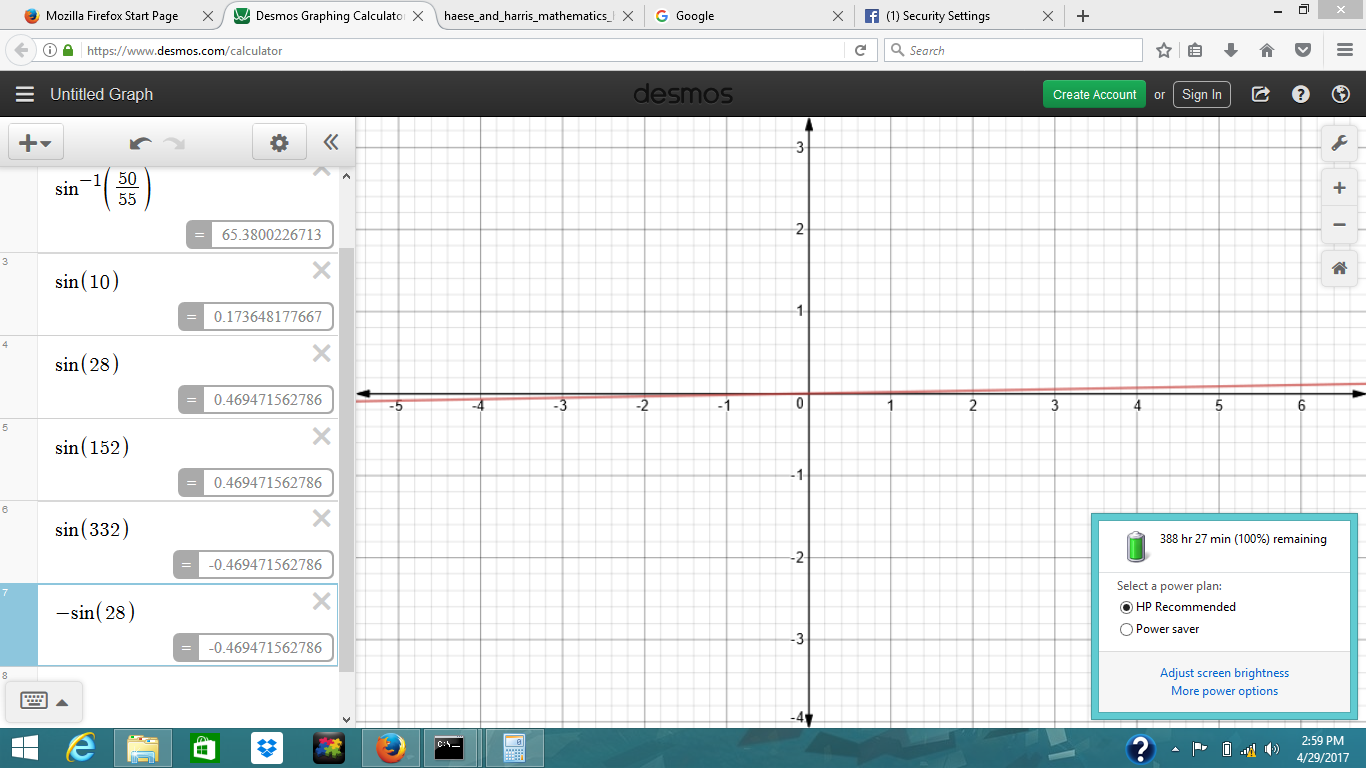 Mozilla Firefox Start Page
Desmos Graphing Calculator
haese_and_harris_mathematics_
Google
(1) Security Settings
https://www.desmos.com/calculator
Search
Untitled Graph
desmos
Create Account or Sign In
sin⁻¹(50/55)
= 65.3800226713
3
sin(10)
= 0.173648177667
4
sin(28)
= 0.469471562786
5
sin(152)
= 0.469471562786
6
sin(332)
= -0.469471562786
7
−sin(28)
= -0.469471562786
8
3
2
1
-5 -4 -3 -2 -1 0 1 2 3 4 5 6
-1
-2
-3
-4
388 hr 27 min (100%) remaining
Select a power plan:
HP Recommended
Power saver
Adjust screen brightness
More power options
C:\_
2:59 PM
4/29/2017